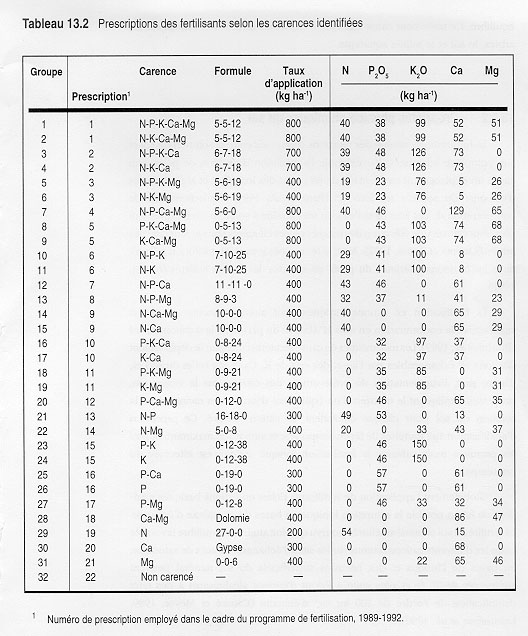 Tableau 13.2 Prescriptions des fertilisants selon les carences identifiées
Groupe Carence Formule Taux N P₂O₅ K₂O Ca Mg
d'application
Prescription¹ (kg ha⁻¹) (kg ha⁻¹)
1 1 N-P-K-Ca-Mg 5-5-12 800 40 38 99 52 51
2 1 N-K-Ca-Mg 5-5-12 800 40 38 99 52 51
3 2 N-P-K-Ca 6-7-18 700 39 48 126 73 0
4 2 N-K-Ca 6-7-18 700 39 48 126 73 0
5 3 N-P-K-Mg 5-6-19 400 19 23 76 5 26
6 3 N-K-Mg 5-6-19 400 19 23 76 5 26
7 4 N-P-Ca-Mg 5-6-0 800 40 46 0 129 65
8 5 P-K-Ca-Mg 0-5-13 800 0 43 103 74 68
9 5 K-Ca-Mg 0-5-13 800 0 43 103 74 68
10 6 N-P-K 7-10-25 400 29 41 100 8 0
11 6 N-K 7-10-25 400 29 41 100 8 0
12 7 N-P-Ca 11 -11 -0 400 43 46 0 61 0
13 8 N-P-Mg 8-9-3 400 32 37 11 41 23
14 9 N-Ca-Mg 10-0-0 400 40 0 0 65 29
15 9 N-Ca 10-0-0 400 40 0 0 65 29
16 10 P-K-Ca 0-8-24 400 0 32 97 37 0
17 10 K-Ca 0-8-24 400 0 32 97 37 0
18 11 P-K-Mg 0-9-21 400 0 35 85 0 31
19 11 K-Mg 0-9-21 400 0 35 85 0 31
20 12 P-Ca-Mg 0-10-0 400 0 46 0 65 35
21 13 N-P 16-18-0 300 49 53 0 13 0
22 14 N-Mg 5-0-8 400 20 0 33 43 37
23 15 P-K 0-12-38 400 0 46 150 0 0
24 15 K 0-12-38 400 0 46 150 0 0
25 16 P-Ca 0-19-0 300 0 57 0 61 0
26 16 P 0-19-0 300 0 57 0 61 0
27 17 P-Mg 0-12-8 400 0 46 33 32 34
28 18 Ca-Mg Dolomie 400 0 0 0 86 47
29 19 N 27-0-0 200 54 0 0 15 0
30 20 Ca Gypse 300 0 0 0 68 0
31 21 Mg 0-0-6 400 0 0 22 65 46
32 22 Non carencé — — — — — —
¹ Numéro de prescription employé dans le cadre du programme de fertilisation, 1989-1992.